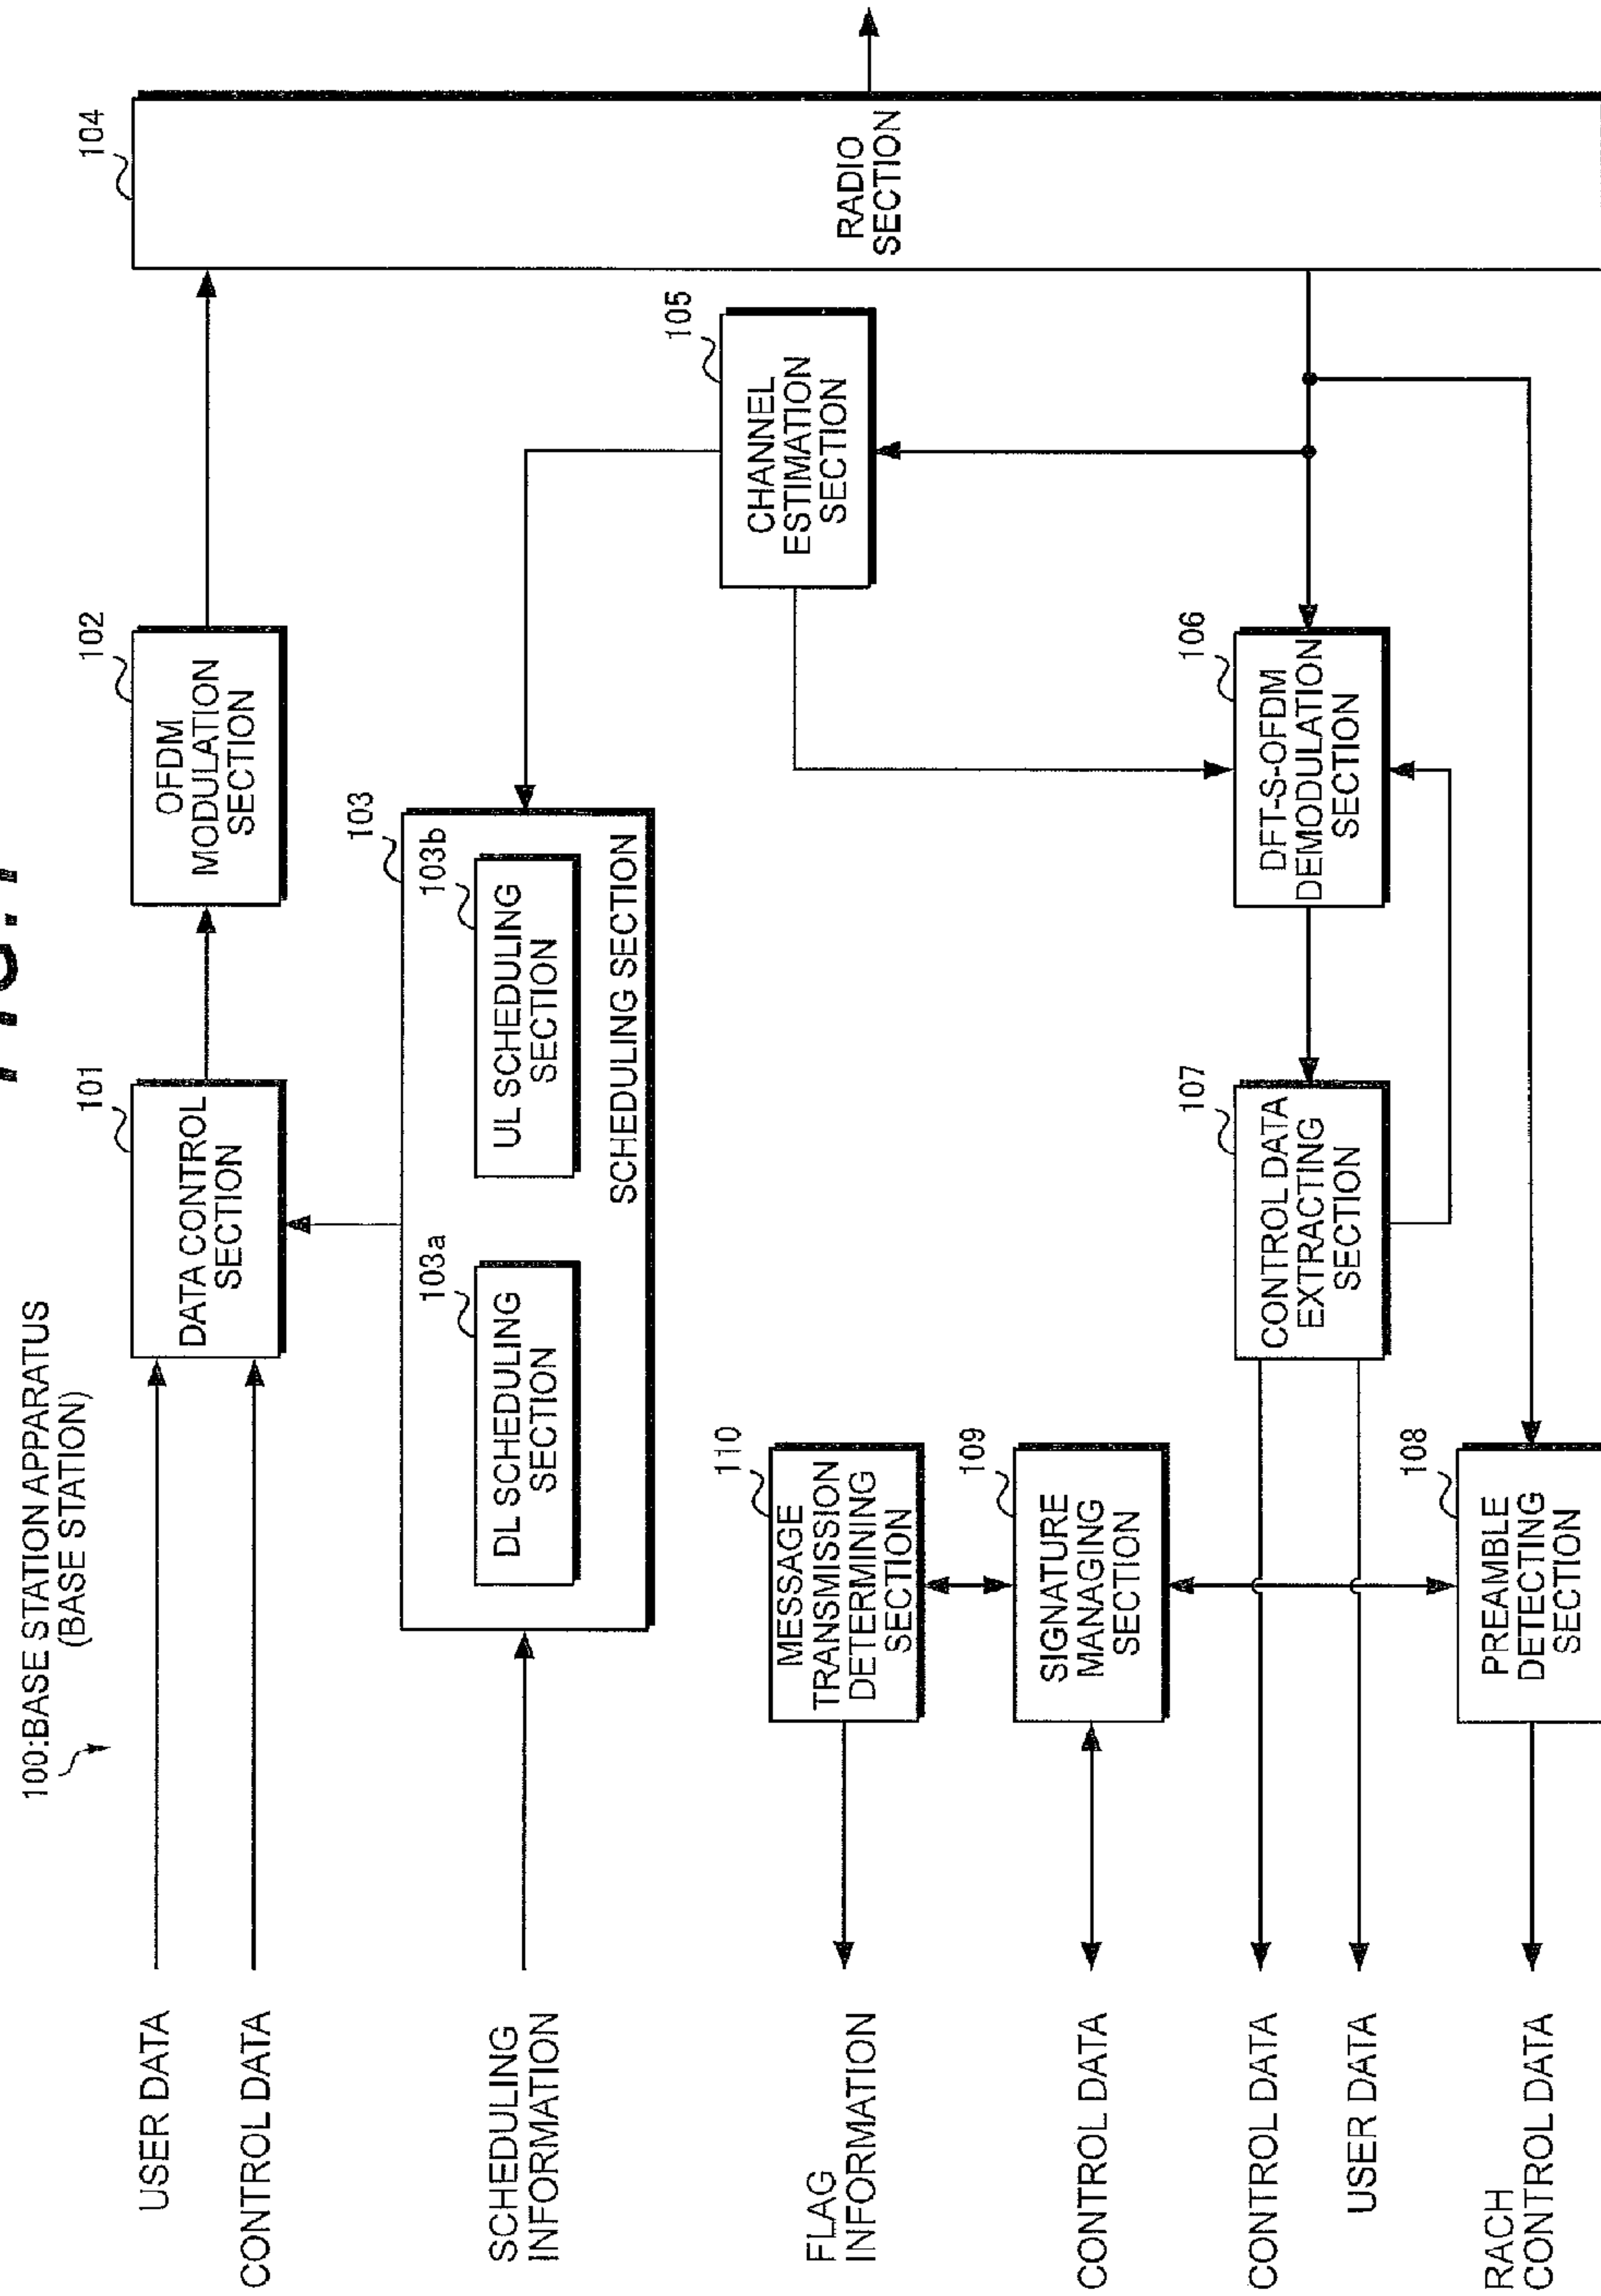 100:BASE STATION APPARATUS
(BASE STATION)
USER DATA
CONTROL DATA
101
DATA CONTROL
SECTION
102
OFDM
MODULATION
SECTION
104
RADIO
SECTION
SCHEDULING
INFORMATION
103
103a
DL SCHEDULING
SECTION
103b
UL SCHEDULING
SECTION
SCHEDULING SECTION
105
CHANNEL
ESTIMATION
SECTION
FLAG
INFORMATION
110
MESSAGE
TRANSMISSION
DETERMINING
SECTION
CONTROL DATA
109
SIGNATURE
MANAGING
SECTION
CONTROL DATA
USER DATA
107
CONTROL DATA
EXTRACTING
SECTION
106
DFT-S-OFDM
DEMODULATION
SECTION
RACH
CONTROL DATA
108
PREAMBLE
DETECTING
SECTION